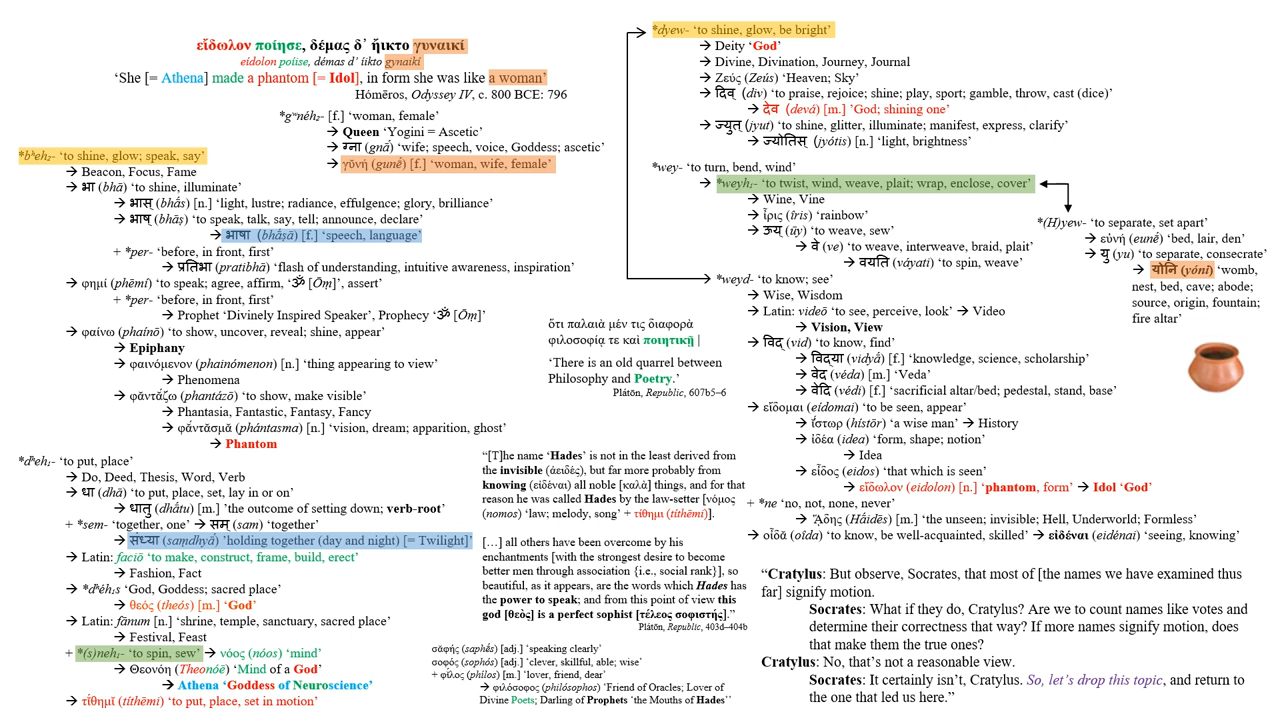 εἴδωλον ποίησε, δέμας δ᾽ ἤικτο γυναικί
eídolon poíise, démas d’ íikto gynaikí
‘She [= Athena] made a phantom [= Idol], in form she was like a woman’
Hómēros, Odyssey IV, c. 800 BCE: 796
*gʷnéh₂- [f.] ‘woman, female’
→ Queen ‘Yogini = Ascetic’
→ ग्ना (gnā́) ‘wife; speech, voice, Goddess; ascetic’
→ γῠνή (gunḗ) [f.] ‘woman, wife, female’
*bʰeh₂- ‘to shine, glow; speak, say’
→ Beacon, Focus, Fame
→ भा (bhā) ‘to shine, illuminate’
→ भास् (bhā́s) [n.] ‘light, lustre; radiance, effulgence; glory, brilliance’
→ भाष् (bhāṣ) ‘to speak, talk, say, tell; announce, declare’
→ भाषा (bhā́ṣā) [f.] ‘speech, language’
+ *per- ‘before, in front, first’
→ प्रतिभा (pratibhā) ‘flash of understanding, intuitive awareness, inspiration’
→ φημί (phēmí) ‘to speak; agree, affirm, ‘ॐ [Oṃ]’, assert’
+ *per- ‘before, in front, first’
→ Prophet ‘Divinely Inspired Speaker’, Prophecy ‘ॐ [Oṃ]’
→ φαίνω (phaínō) ‘to show, uncover, reveal; shine, appear’
→ Epiphany
→ φαινόμενον (phainómenon) [n.] ‘thing appearing to view’
→ Phenomena
→ φᾰντᾰ́ζω (phantázō) ‘to show, make visible’
→ Phantasia, Fantastic, Fantasy, Fancy
→ φᾰ́ντᾰσμᾰ (phántasma) [n.] ‘vision, dream; apparition, ghost’
→ Phantom
*dʰeh₁- ‘to put, place’
→ Do, Deed, Thesis, Word, Verb
→ धा (dhā) ‘to put, place, set, lay in or on’
→ धातु (dhā́tu) [m.] ’the outcome of setting down; verb-root’
+ *sem- ‘together, one’ → सम् (sam) ‘together’
→ संध्या (saṃdhyā́) ’holding together (day and night) [= Twilight]’
→ Latin: faciō ‘to make, construct, frame, build, erect’
→ Fashion, Fact
→ *dʰéh₁s ‘God, Goddess; sacred place’
→ θεός (theós) [m.] ‘God’
→ Latin: fānum [n.] ‘shrine, temple, sanctuary, sacred place’
→ Festival, Feast
+ *(s)neh₁- ‘to spin, sew’ → νόος (nóos) ‘mind’
→ Θεονόη (Theonóē) ‘Mind of a God’
→ Athena ‘Goddess of Neuroscience’
→ τῐ́θημῐ (títhēmi) ‘to put, place, set in motion’
ὅτι παλαιὰ μέν τις διαφορὰ
φιλοσοφίᾳ τε καὶ ποιητικῇ |
‘There is an old quarrel between
Philosophy and Poetry.’
Plátōn, Republic, 607b5–6
“[T]he name ‘Hades’ is not in the least derived from
the invisible (ἀειδές), but far more probably from
knowing (εἰδέναι) all noble [καλὰ] things, and for that
reason he was called Hades by the law-setter [νόμος
(nomos) ‘law; melody, song’ + τίθημι (títhēmi)].
[…] all others have been overcome by his
enchantments [with the strongest desire to become
better men through association {i.e., social rank}], so
beautiful, as it appears, are the words which Hades has
the power to speak; and from this point of view this
god [θεὸς] is a perfect sophist [τέλεος σοφιστής].”
Plátōn, Republic, 403d–404b
σᾰφής (saphḗs) [adj.] ‘speaking clearly’
σοφός (sophós) [adj.] ‘clever, skillful, able; wise’
+ φῐ́λος (phílos) [m.] ’lover, friend, dear’
→ φιλόσοφος (philósophos) ‘Friend of Oracles; Lover of
Divine Poets; Darling of Prophets ‘the Mouths of Hades’’
*dyew- ‘to shine, glow, be bright’
→ Deity ‘God’
→ Divine, Divination, Journey, Journal
→ Ζεύς (Zeús) ‘Heaven; Sky’
→ दिव् (div) ‘to praise, rejoice; shine; play, sport; gamble, throw, cast (dice)’
→ देव (devá) [m.] ’God; shining one’
→ ज्युत् (jyut) ‘to shine, glitter, illuminate; manifest, express, clarify’
→ ज्योतिस् (jyótis) [n.] ‘light, brightness’
*wey- ‘to turn, bend, wind’
→ *weyh₁- ‘to twist, wind, weave, plait; wrap, enclose, cover’
→ Wine, Vine
→ ἶρις (îris) ‘rainbow’
→ ऊय् (ūy) ‘to weave, sew’
→ वे (ve) ‘to weave, interweave, braid, plait’
→ वयति (váyati) ‘to spin, weave’
*(H)yew- ‘to separate, set apart’
→ εὐνή (eunḗ) ‘bed, lair, den’
→ यु (yu) ‘to separate, consecrate’
→ योनि (yóni) ‘womb,
nest, bed, cave; abode;
source, origin, fountain;
fire altar’
*weyd- ‘to know; see’
→ Wise, Wisdom
→ Latin: videō ‘to see, perceive, look’ → Video
→ Vision, View
→ विद् (vid) ‘to know, find’
→ विद्या (vidyā́) [f.] ‘knowledge, science, scholarship’
→ वेद (véda) [m.] ‘Veda’
→ वेदि (védi) [f.] ‘sacrificial altar/bed; pedestal, stand, base’
→ εἴδομαι (eídomai) ‘to be seen, appear’
→ ῐ̔́στωρ (hístōr) ‘a wise man’ → History
→ ἰδέα (idea) ‘form, shape; notion’
→ Idea
→ εἶδος (eidos) ‘that which is seen’
→ εἴδωλον (eidolon) [n.] ‘phantom, form’ → Idol ‘God’
+ *ne ‘no, not, none, never’
→ ᾍδης (Hā́idēs) [m.] ‘the unseen; invisible; Hell, Underworld; Formless’
→ οἶδᾰ (oîda) ‘to know, be well-acquainted, skilled’ → εἰδέναι (eidénai) ‘seeing, knowing’
“Cratylus: But observe, Socrates, that most of [the names we have examined thus
far] signify motion.
Socrates: What if they do, Cratylus? Are we to count names like votes and
determine their correctness that way? If more names signify motion, does
that make them the true ones?
Cratylus: No, that’s not a reasonable view.
Socrates: It certainly isn’t, Cratylus. So, let’s drop this topic, and return to
the one that led us here.”